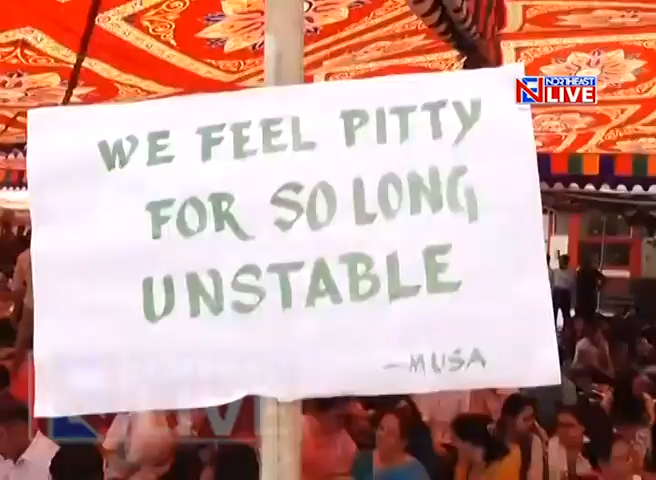 NORTHEAST
LIVE
WE FEEL PITTY
FOR SO LONG
UNSTABLE
—MUSA